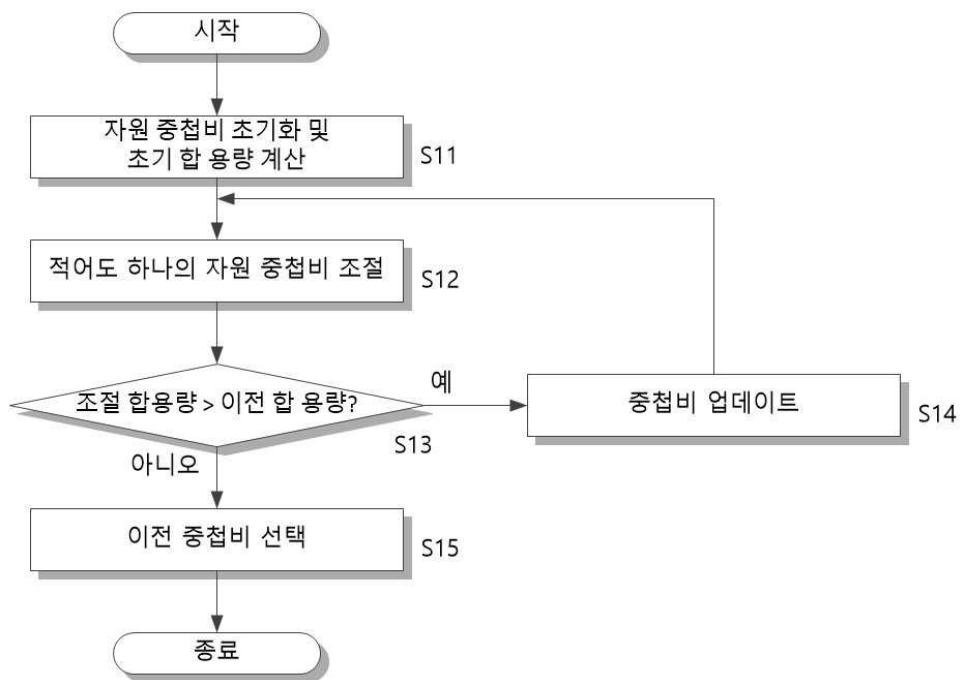 시작
자원 중첩비 초기화 및
초기 합 용량 계산
S11
적어도 하나의 자원 중첩비 조절
S12
조절 합용량 > 이전 합 용량?
예
S13
중첩비 업데이트
S14
아니오
이전 중첩비 선택
S15
종료